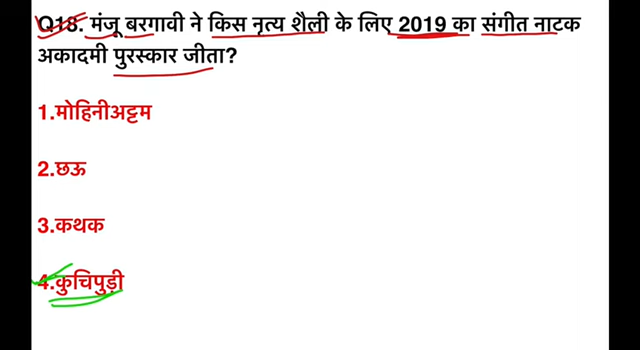 Q18. मंजू बरगावी ने किस नृत्य शैली के लिए 2019 का संगीत नाटक
अकादमी पुरस्कार जीता?
1.मोहिनीअट्टम
2.छऊ
3.कथक
4.कुचिपुड़ी